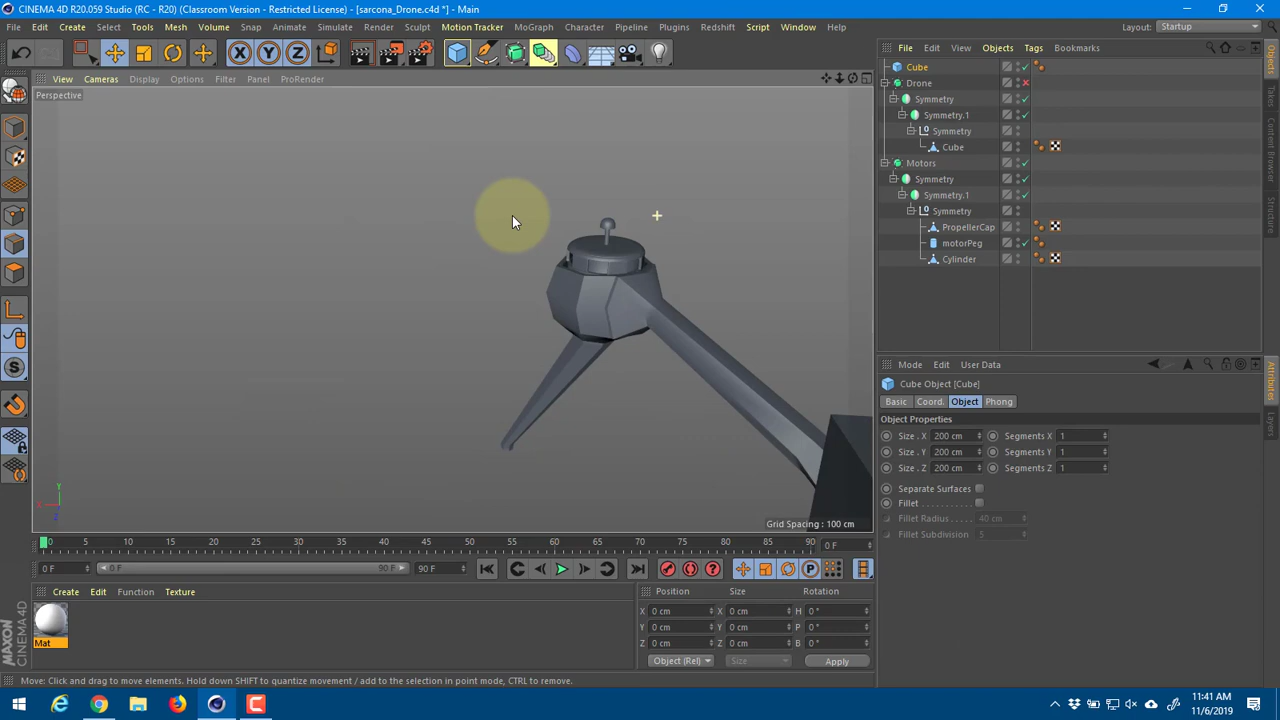 CINEMA 4D R20.059 Studio (RC - R20) (Classroom Version - Restricted License) - [sarcona_Drone.c4d *] - Main
File Edit Create Select Tools Mesh Volume Snap Animate Simulate Render Sculpt Motion Tracker MoGraph Character Pipeline Plugins Redshift Script Window Help Layout: Startup
X Y Z
File Edit View Objects Tags Bookmarks
View Cameras Display Options Filter Panel ProRender
Perspective
Cube
Drone
Symmetry
Symmetry.1
Symmetry
Cube
Motors
Symmetry
Symmetry.1
Symmetry
PropellerCap
motorPeg
Cylinder
Objects
Takes
Content Browser
Structure
Mode Edit User Data
Cube Object [Cube]
Basic Coord. Object Phong
Object Properties
Size . X 200 cm Segments X 1
Size . Y 200 cm Segments Y 1
Size . Z 200 cm Segments Z 1
Separate Surfaces
Fillet
Fillet Radius 40 cm
Fillet Subdivision 5
Attributes
Layers
Y
X
Z
Grid Spacing : 100 cm
0 5 10 15 20 25 30 35 40 45 50 55 60 65 70 75 80 85 90 0 F
0 F 0 F 90 F 90 F
Create Edit Function Texture
Mat
Position Size Rotation
X 0 cm X 0 cm H 0 °
Y 0 cm Y 0 cm P 0 °
Z 0 cm Z 0 cm B 0 °
Object (Rel) Size Apply
MAXON CINEMA 4D
Move: Click and drag to move elements. Hold down SHIFT to quantize movement / add to the selection in point mode, CTRL to remove.
11:41 AM
11/6/2019